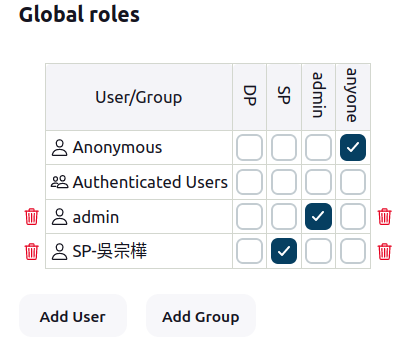 Global roles
User/Group DP SP admin anyone
Anonymous
Authenticated Users
admin
SP-吳宗樺
Add User Add Group